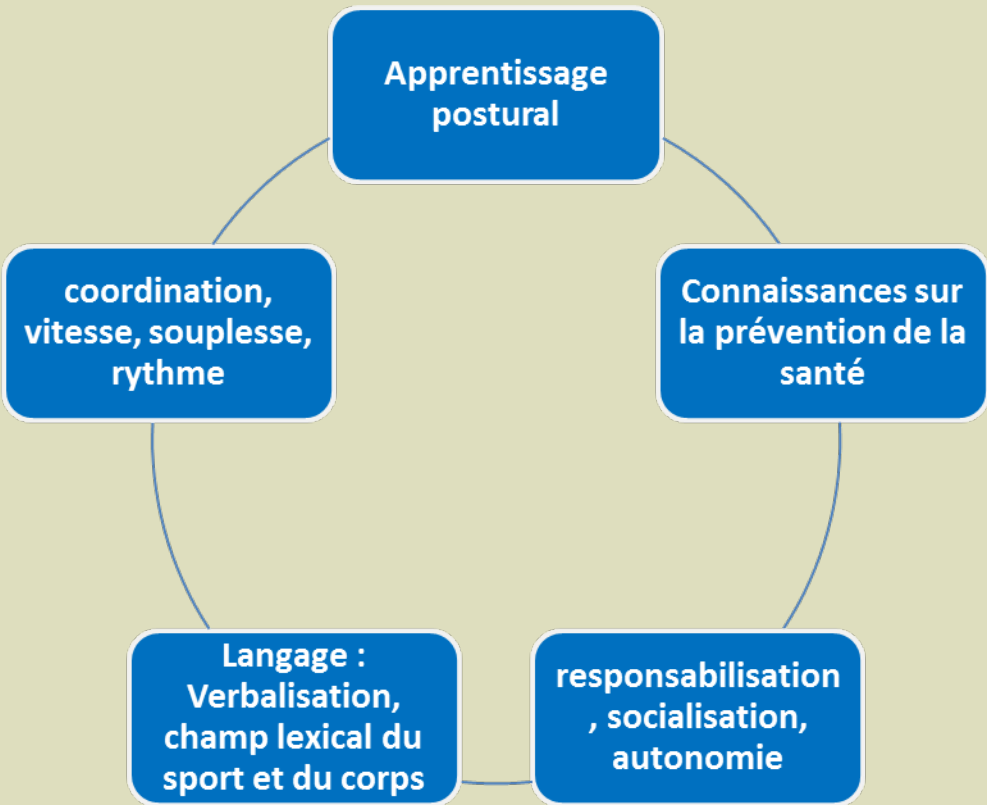 Apprentissage
postural
coordination,
vitesse, souplesse,
rythme
Connaissances sur
la prévention de la
santé
Langage :
Verbalisation,
champ lexical du
sport et du corps
responsabilisation
, socialisation,
autonomie